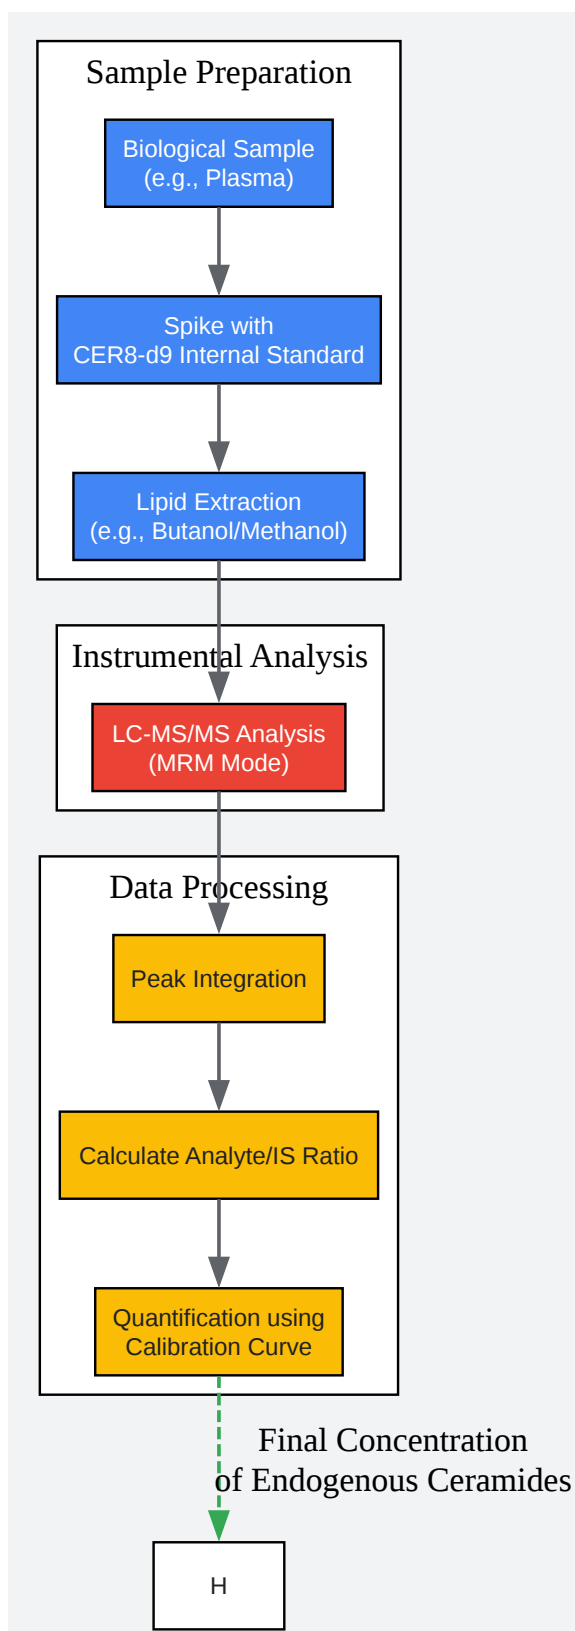 Sample Preparation
Biological Sample
(e.g., Plasma)
Spike with
CER8-d9 Internal Standard
Lipid Extraction
(e.g., Butanol/Methanol)
Instrumental Analysis
LC-MS/MS Analysis
(MRM Mode)
Data Processing
Peak Integration
Calculate Analyte/IS Ratio
Quantification using
Calibration Curve
Final Concentration
of Endogenous Ceramides
H